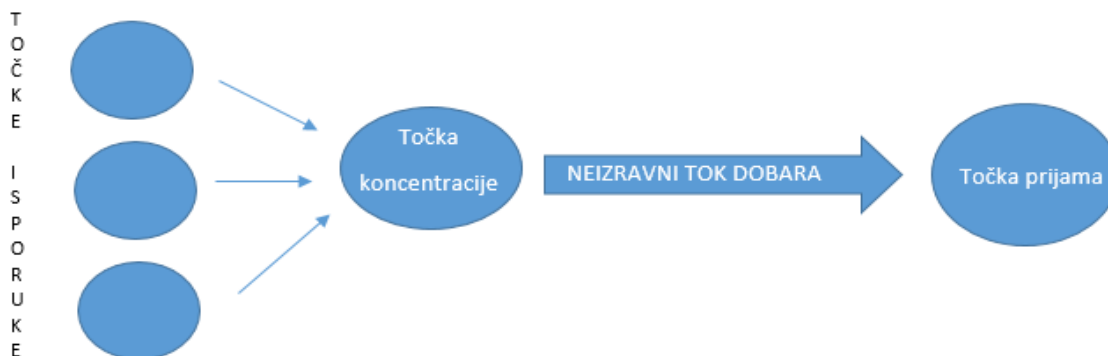 TOČKE ISPORUKE
Točka
koncentracije
NEIZRAVNI TOK DOBARA
Točka prijama